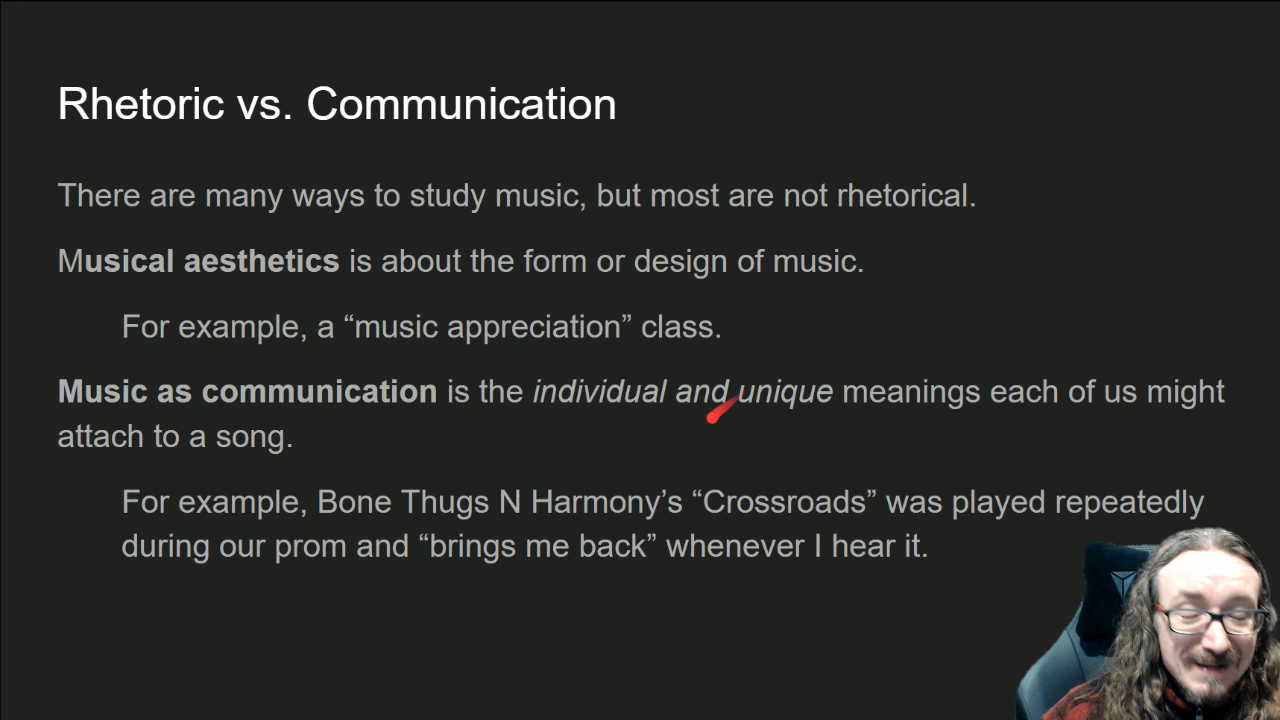 Rhetoric vs. Communication
There are many ways to study music, but most are not rhetorical.
Musical aesthetics is about the form or design of music.
For example, a “music appreciation” class.
Music as communication is the individual and unique meanings each of us might
attach to a song.
For example, Bone Thugs N Harmony’s “Crossroads” was played repeatedly
during our prom and “brings me back” whenever I hear it.